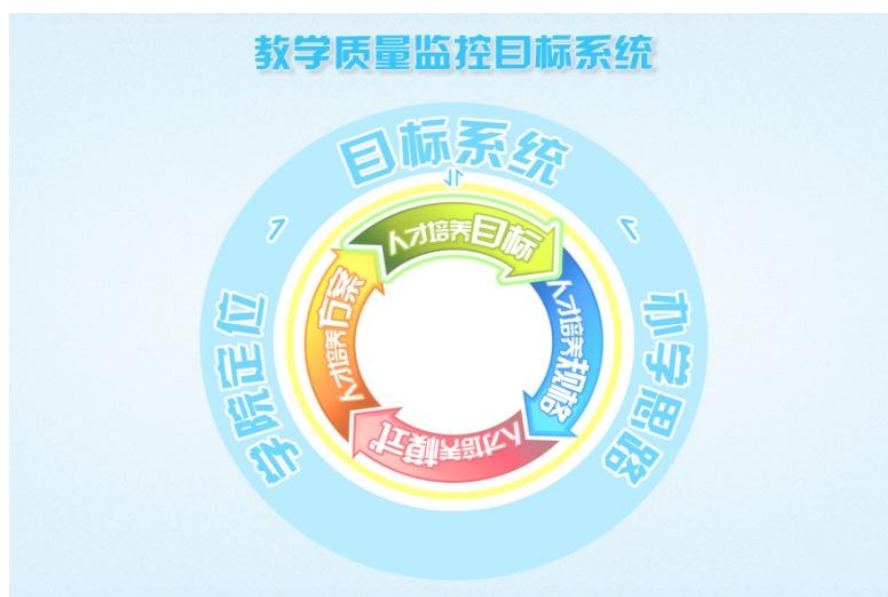 教学质量监控目标系统
目标系统
学院定位
办学思路
人才培养目标
人才培养规格
人才培养模式
人才培养方案